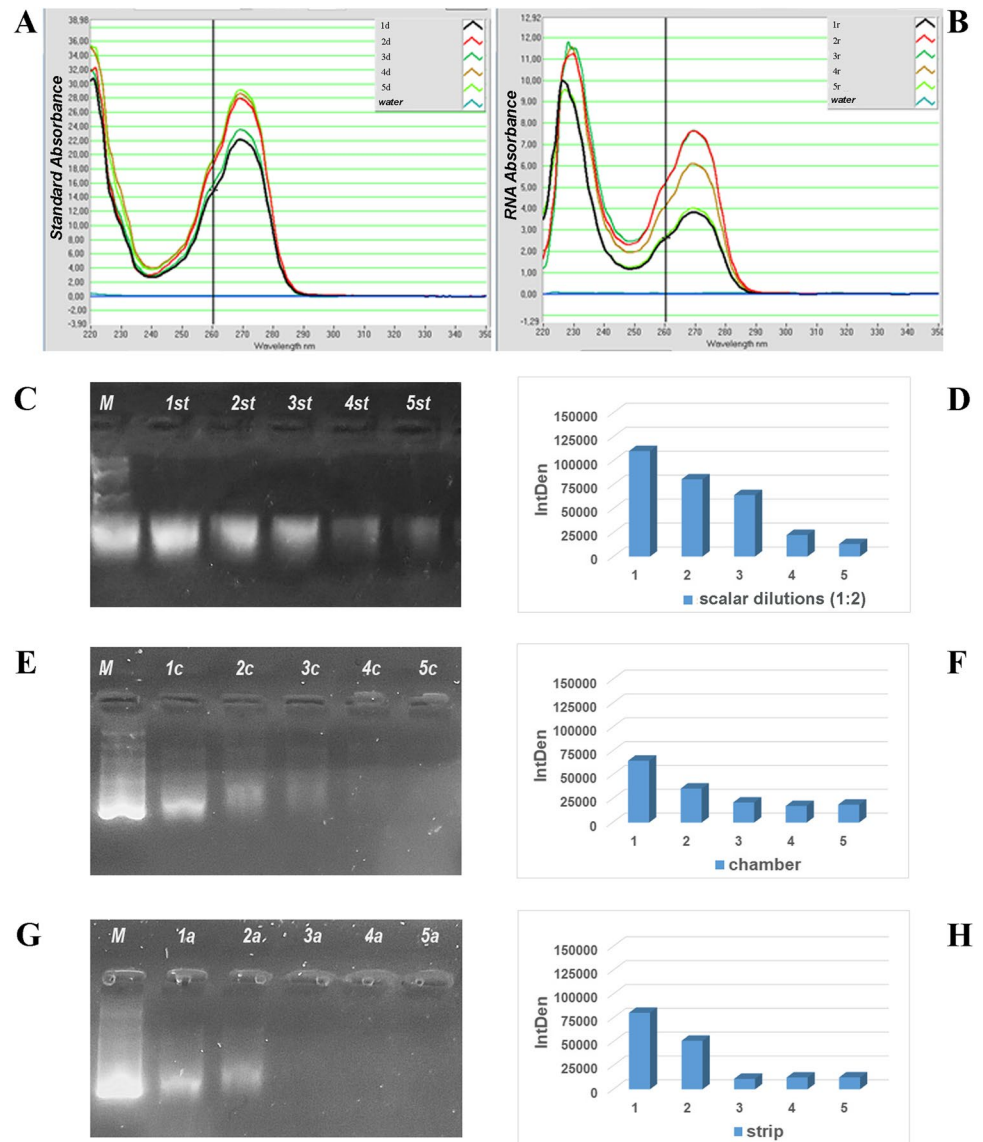 A
Standard Absorbance
38,98
36,00
34,00
32,00
30,00
28,00
26,00
24,00
22,00
20,00
18,00
16,00
14,00
12,00
10,00
8,00
6,00
4,00
2,00
0,00
-2,00
-3,90
220 230 240 250 260 270 280 290 300 310 320 330 340 350
Wavelength nm
1d
2d
3d
4d
5d
water
B
RNA Absorbance
12,92
12,00
11,00
10,00
9,00
8,00
7,00
6,00
5,00
4,00
3,00
2,00
1,00
0,00
-1,29
220 230 240 250 260 270 280 290 300 310 320 330 340 350
Wavelength nm
1r
2r
3r
4r
5r
water
C
M 1st 2st 3st 4st 5st
D
IntDen
150000
125000
100000
75000
50000
25000
0
1 2 3 4 5
scalar dilutions (1:2)
E
M 1c 2c 3c 4c 5c
F
IntDen
150000
125000
100000
75000
50000
25000
0
1 2 3 4 5
chamber
G
M 1a 2a 3a 4a 5a
H
IntDen
150000
125000
100000
75000
50000
25000
0
1 2 3 4 5
strip